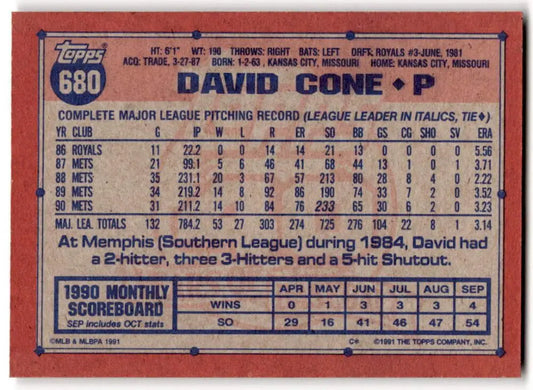 Topps
680
HT: 6'1" WT: 190 THROWS: RIGHT BATS: LEFT DRFT: ROYALS #3-JUNE, 1981
ACQ: TRADE, 3-27-87 BORN: 1-2-63, KANSAS CITY, MISSOURI HOME: KANSAS CITY, MISSOURI
DAVID CONE ♦ P
COMPLETE MAJOR LEAGUE PITCHING RECORD (LEAGUE LEADER IN ITALICS, TIE♦)
YR CLUB G IP W L R ER SO BB GS CG SHO SV ERA
86 ROYALS 11 22.2 0 0 14 14 21 13 0 0 0 0 5.56
87 METS 21 99.1 5 6 46 41 68 44 13 1 0 1 3.71
88 METS 35 231.1 20 3 67 57 213 80 28 8 4 0 2.22
89 METS 34 219.2 14 8 92 86 190 74 33 7 2 0 3.52
90 METS 31 211.2 14 10 84 76 233 65 30 6 2 0 3.23
MAJ. LEA. TOTALS 132 784.2 53 27 303 274 725 276 104 22 8 1 3.14
At Memphis (Southern League) during 1984, David had
a 2-hitter, three 3-Hitters and a 5-hit Shutout.
1990 MONTHLY
SCOREBOARD
SEP includes OCT stats
APR MAY JUN JUL AUG SEP
WINS 0 1 3 3 3 4
SO 29 16 41 46 47 54
©MLB & MLBPA 1991 C* ©1991 THE TOPPS COMPANY, INC.